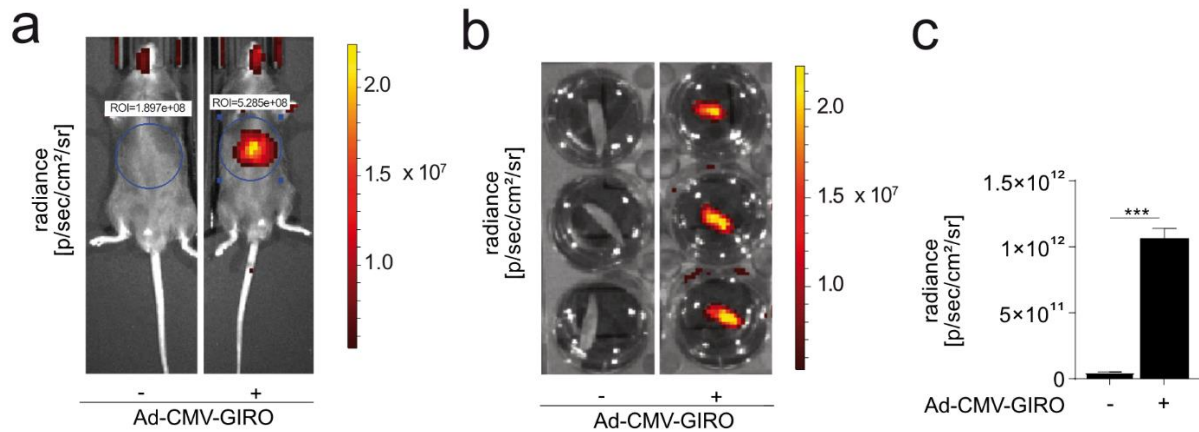 a
radiance
[p/sec/cm²/sr]
ROI=1.897e+08
ROI=5.285e+08
2.0
1.5 x 10⁷
1.0
- +
Ad-CMV-GIRO
b
radiance
[p/sec/cm²/sr]
2.0
1.5 x 10⁷
1.0
- +
Ad-CMV-GIRO
c
radiance
[p/sec/cm²/sr]
1.5×10¹²
1×10¹²
5×10¹¹
0
***
Ad-CMV-GIRO - +